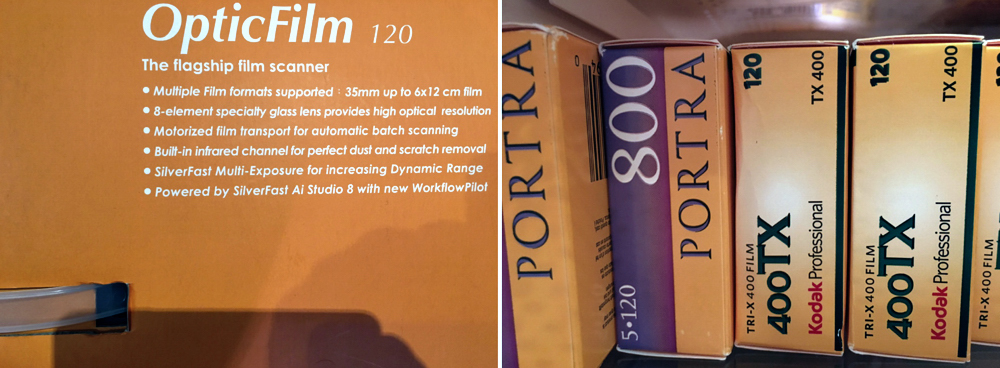 OpticFilm 120
The flagship film scanner
• Multiple Film formats supported : 35mm up to 6x12 cm film
• 8-element specialty glass lens provides high optical resolution
• Motorized film transport for automatic batch scanning
• Built-in infrared channel for perfect dust and scratch removal
• SilverFast Multi-Exposure for increasing Dynamic Range
• Powered by SilverFast Ai Studio 8 with new WorkflowPilot
PORTRA
5•120
800
PORTRA
120
TX 400
TRI-X 400 FILM
400TX
Kodak Professional
120
TX 400
TRI-X 400 FILM
400TX
Kodak Professional
TRI-X 400 FILM